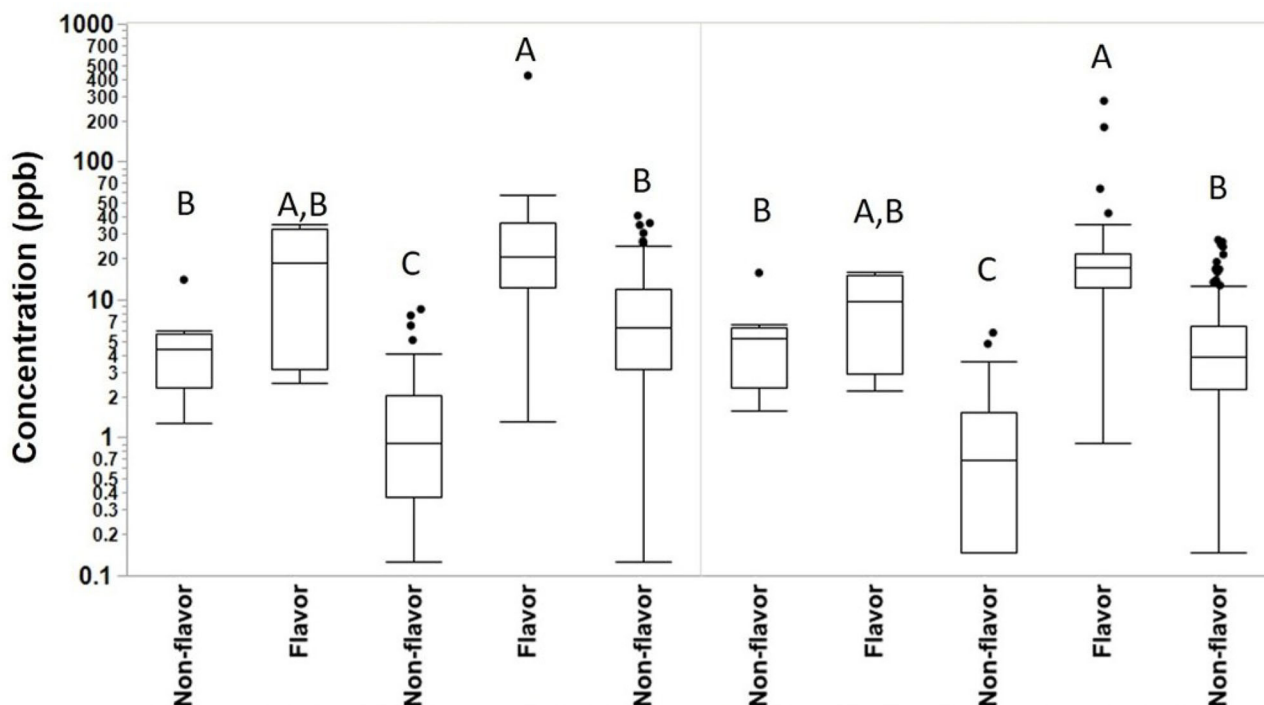 Concentration (ppb)
1000
700
500
400
300
200
100
70
50
40
30
20
10
7
5
4
3
2
1
0.7
0.5
0.4
0.3
0.2
0.1
B
A,B
C
A
B
B
A,B
C
A
B
Non-flavor
Flavor
Non-flavor
Flavor
Non-flavor
Non-flavor
Flavor
Non-flavor
Flavor
Non-flavor